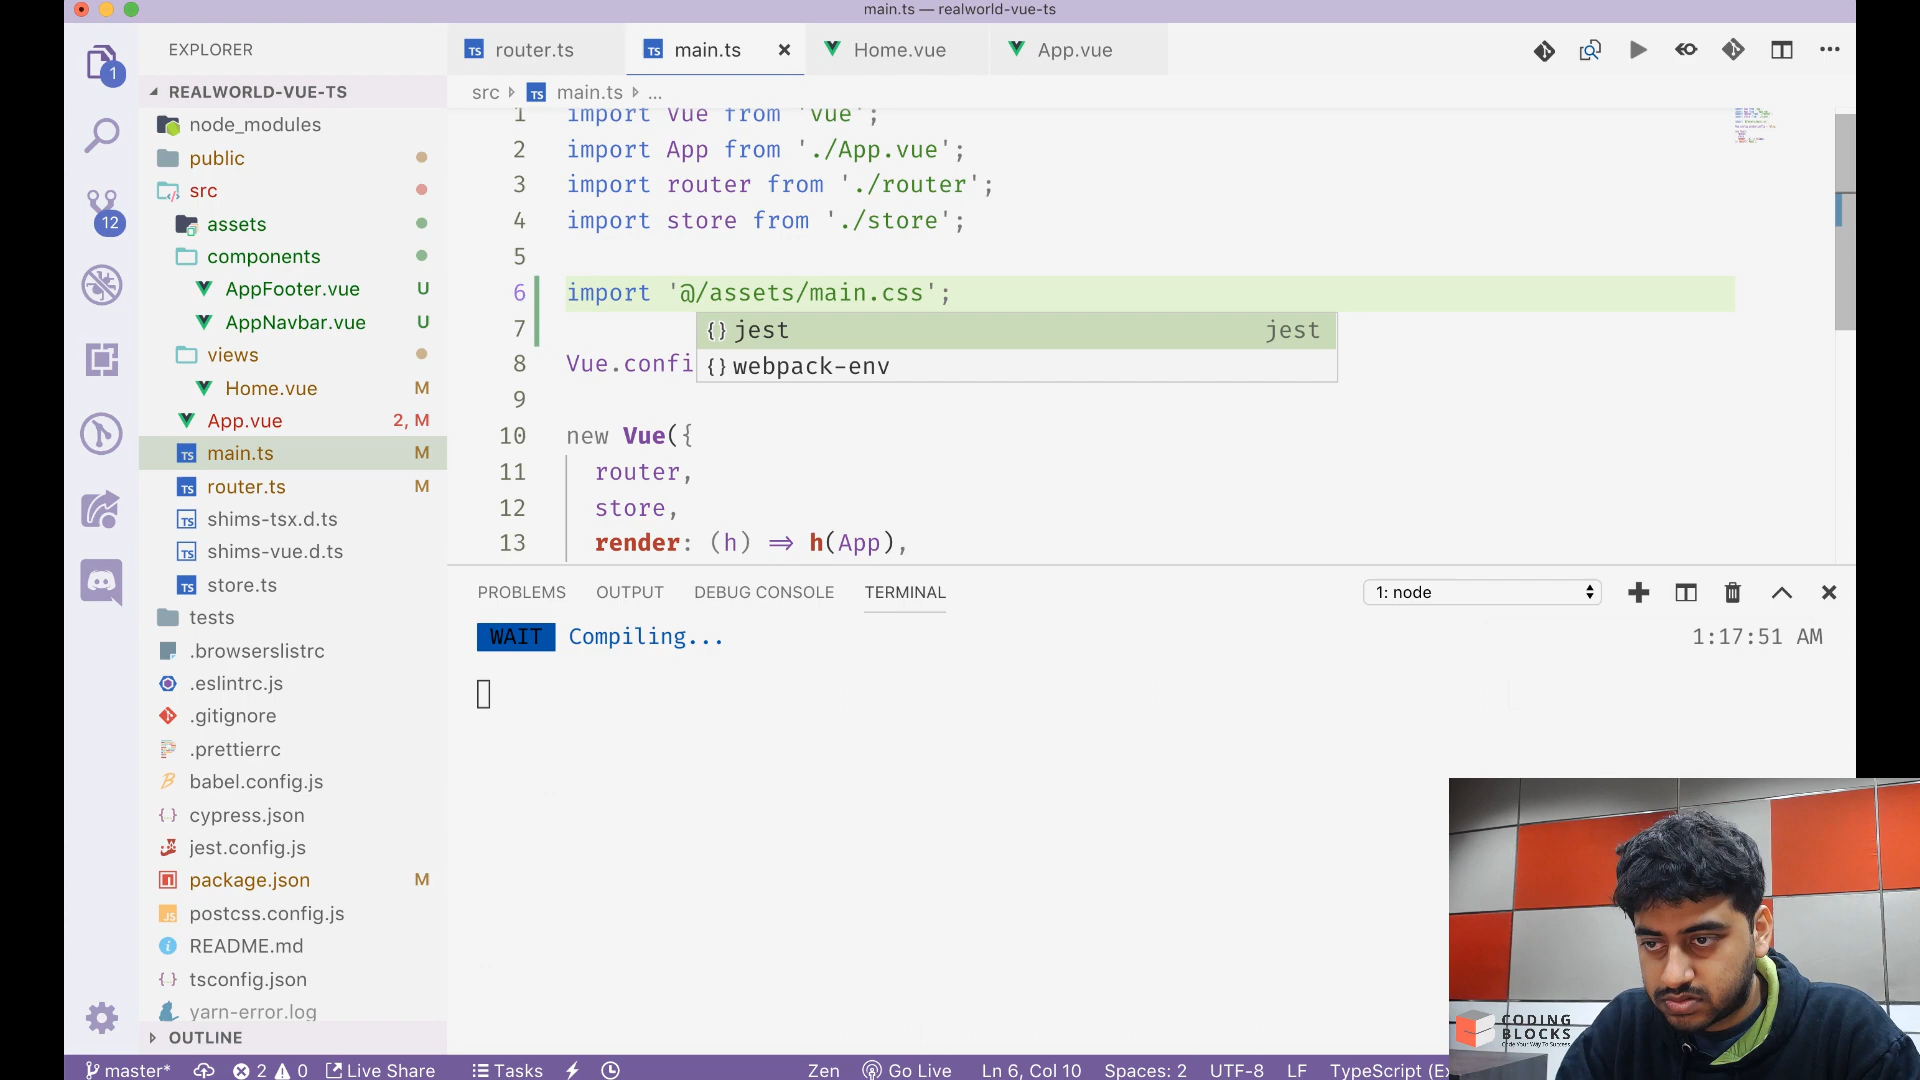 main.ts — realworld-vue-ts
EXPLORER
router.ts
main.ts
Home.vue
App.vue
1
REALWORLD-VUE-TS
src
TS
main.ts
...
node_modules
public
src
12
assets
components
AppFooter.vue U
AppNavbar.vue U
views
Home.vue M
App.vue 2, M
main.ts M
router.ts M
shims-tsx.d.ts
shims-vue.d.ts
store.ts
tests
.browserslistrc
.eslintrc.js
.gitignore
.prettierrc
babel.config.js
cypress.json
jest.config.js
package.json M
postcss.config.js
README.md
tsconfig.json
yarn-error.log
OUTLINE
1 import Vue from 'vue';
2 import App from './App.vue';
3 import router from './router';
4 import store from './store';
5
6 import '@/assets/main.css';
7
{} jest jest
{} webpack-env
8 Vue.confi
9
10 new Vue({
11 router,
12 store,
13 render: (h) ⇒ h(App),
PROBLEMS OUTPUT DEBUG CONSOLE TERMINAL
1: node
WAIT Compiling... 1:17:51 AM
CODING
BLOCKS
Code Your Way To Success
master* 2 0 Live Share Tasks Zen Go Live Ln 6, Col 10 Spaces: 2 UTF-8 LF TypeScript (Ex